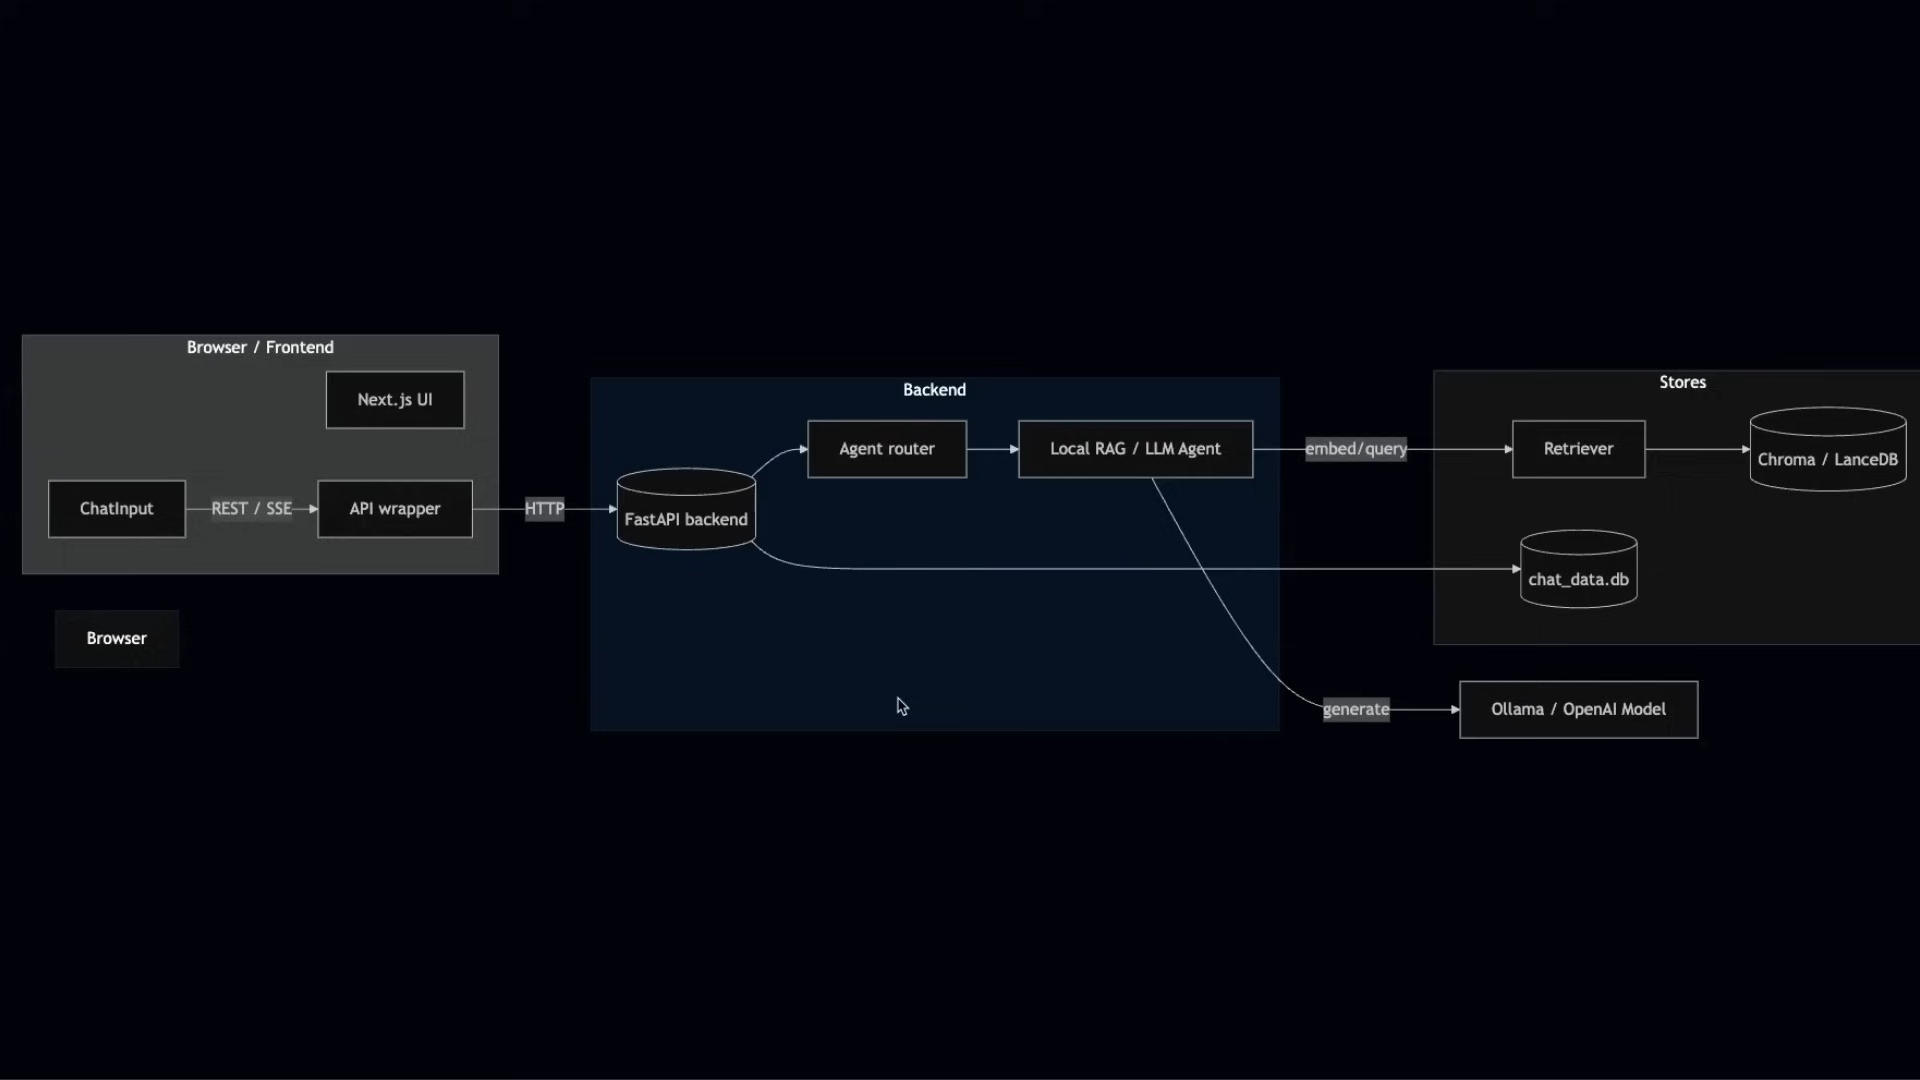 Browser / Frontend
Next.js UI
ChatInput
REST / SSE
API wrapper
Browser
HTTP
Backend
FastAPI backend
Agent router
Local RAG / LLM Agent
embed/query
generate
Stores
Retriever
Chroma / LanceDB
chat_data.db
Ollama / OpenAI Model